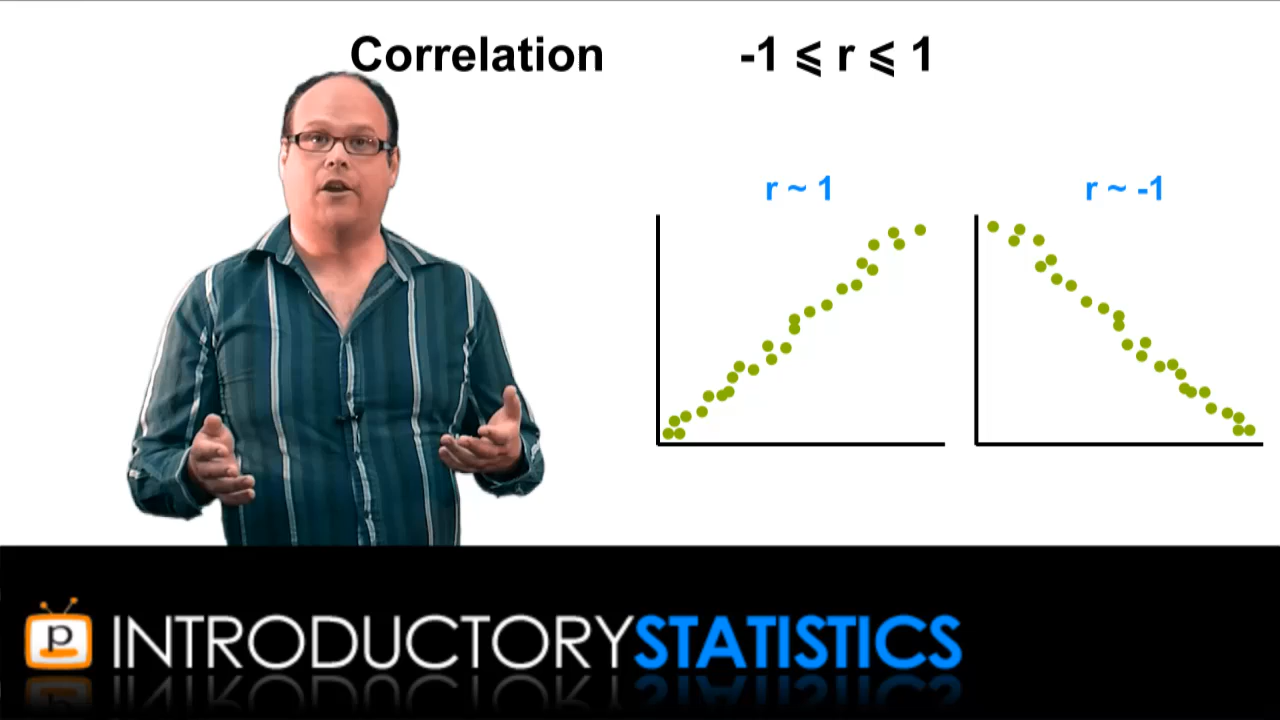 Correlation -1 ⩽ r ⩽ 1
r ~ 1 r ~ -1
p INTRODUCTORYSTATISTICS